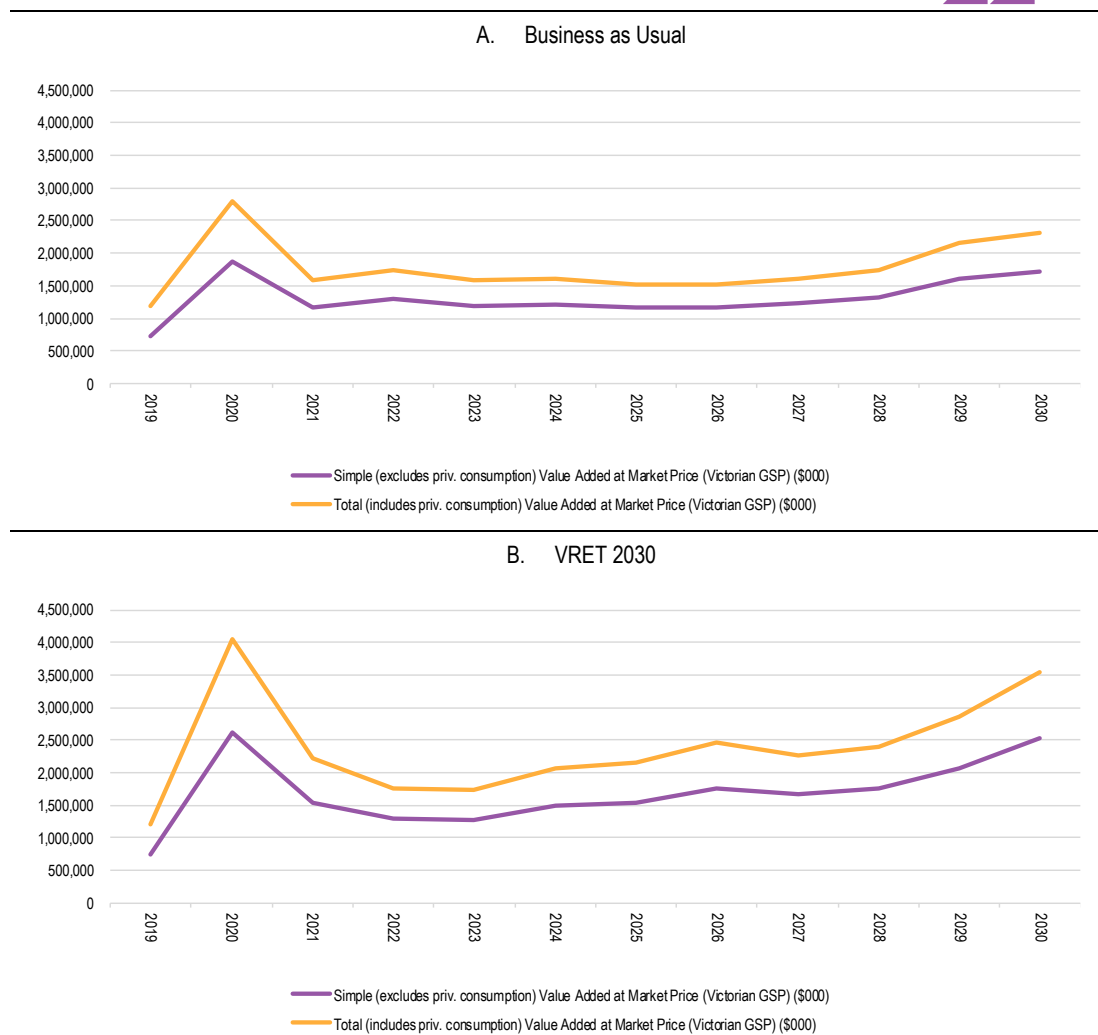 A. Business as Usual
4,500,000
4,000,000
3,500,000
3,000,000
2,500,000
2,000,000
1,500,000
1,000,000
500,000
0
2019 2020 2021 2022 2023 2024 2025 2026 2027 2028 2029 2030
Simple (excludes priv. consumption) Value Added at Market Price (Victorian GSP) ($000)
Total (includes priv. consumption) Value Added at Market Price (Victorian GSP) ($000)
B. VRET 2030
4,500,000
4,000,000
3,500,000
3,000,000
2,500,000
2,000,000
1,500,000
1,000,000
500,000
0
2019 2020 2021 2022 2023 2024 2025 2026 2027 2028 2029 2030
Simple (excludes priv. consumption) Value Added at Market Price (Victorian GSP) ($000)
Total (includes priv. consumption) Value Added at Market Price (Victorian GSP) ($000)